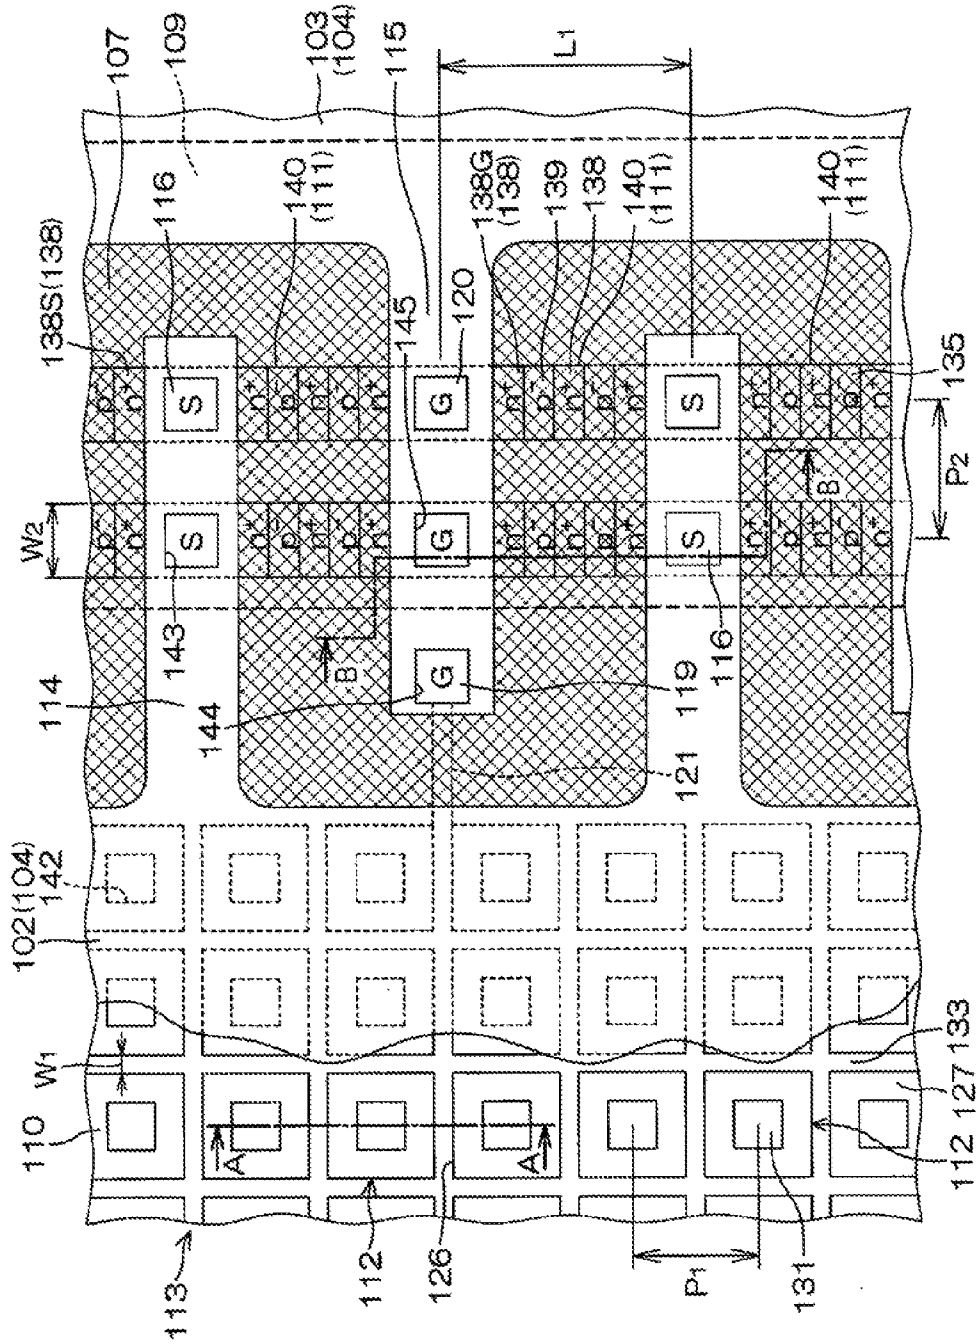 113
110
W₁
102(104)
142
114
W₂
138S(138)
107
109
116
140
(111)
103
(104)
115
p⁻ p⁻
n⁺ n⁺
143
S S
A
B
144
145
n⁺ n⁺
p⁻ p⁻
n⁺ n⁺
p⁻ p⁻
n⁺ n⁺
112
126
G G G
119
120
138G
(138)
139
138
140
(111)
L₁
n⁺ n⁺
p⁻ p⁻
n⁺ n⁺
p⁻ p⁻
n⁺ n⁺
A
121
S S
116
P₁
131
112
127
133
n⁺ n⁺
p⁻ p⁻
n⁺ n⁺
p⁻ p⁻
n⁺ n⁺
B
140
(111)
135
P₂